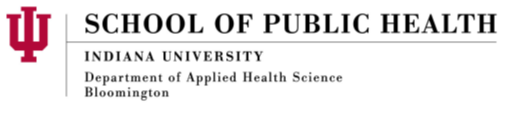 SCHOOL OF PUBLIC HEALTH
INDIANA UNIVERSITY
Department of Applied Health Science
Bloomington